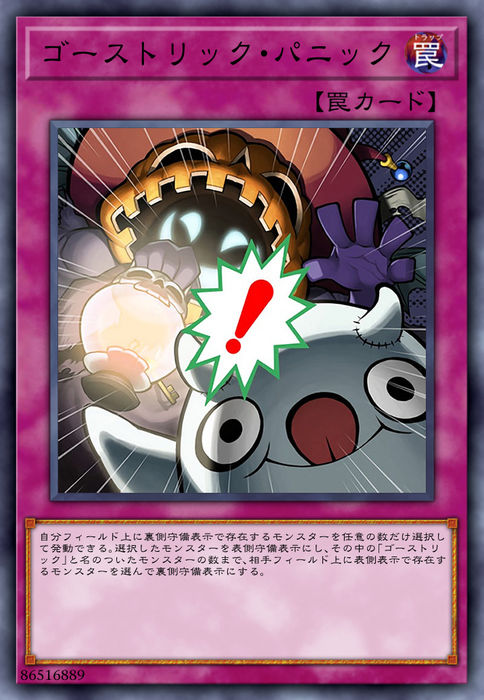 ゴーストリック・パニック
トラップ
罠
【罠カード】
!
自分フィールド上に裏側守備表示で存在するモンスターを任意の数だけ選択し
て発動できる。選択したモンスターを表側守備表示にし、その中の「ゴーストリ
ック」と名のついたモンスターの数まで、相手フィールド上に表側表示で存在す
るモンスターを選んで裏側守備表示にする。
86516889